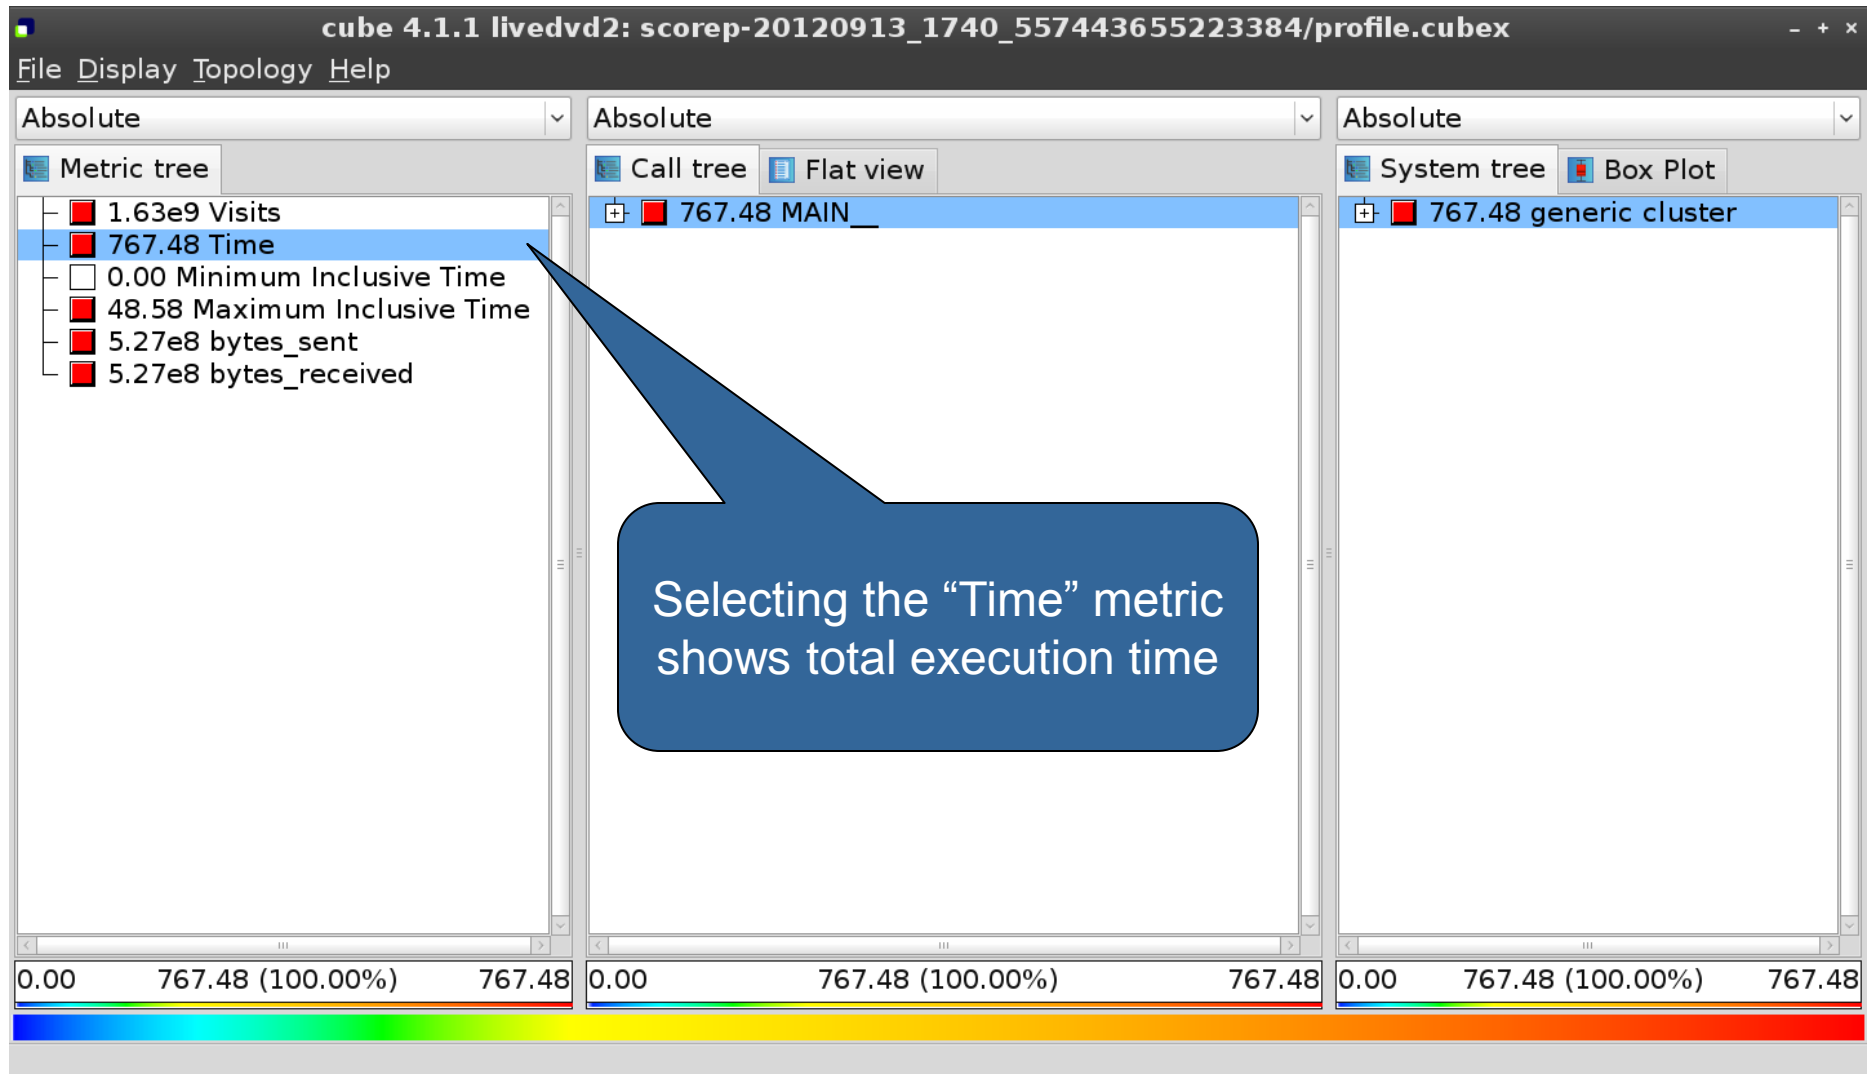 cube 4.1.1 livedvd2: scorep-20120913_1740_557443655223384/profile.cubex
File Display Topology Help
Absolute
Absolute
Absolute
Metric tree
Call tree
Flat view
System tree
Box Plot
1.63e9 Visits
767.48 Time
0.00 Minimum Inclusive Time
48.58 Maximum Inclusive Time
5.27e8 bytes_sent
5.27e8 bytes_received
767.48 MAIN__
767.48 generic cluster
Selecting the “Time” metric
shows total execution time
0.00 767.48 (100.00%) 767.48
0.00 767.48 (100.00%) 767.48
0.00 767.48 (100.00%) 767.48